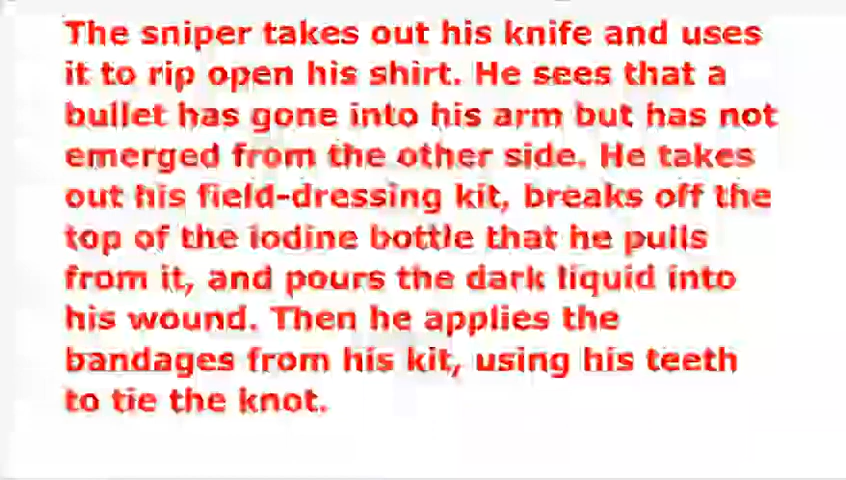 The sniper takes out his knife and uses
it to rip open his shirt. He sees that a
bullet has gone into his arm but has not
emerged from the other side. He takes
out his field-dressing kit, breaks off the
top of the iodine bottle that he pulls
from it, and pours the dark liquid into
his wound. Then he applies the
bandages from his kit, using his teeth
to tie the knot.